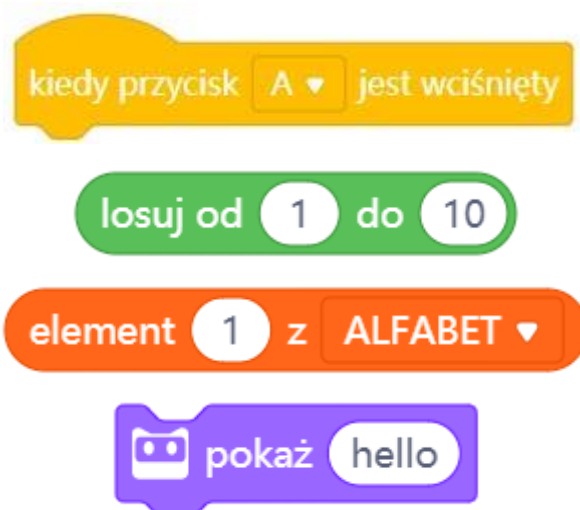 kiedy przycisk A jest wciśnięty
losuj od 1 do 10
element 1 z ALFABET
pokaż hello